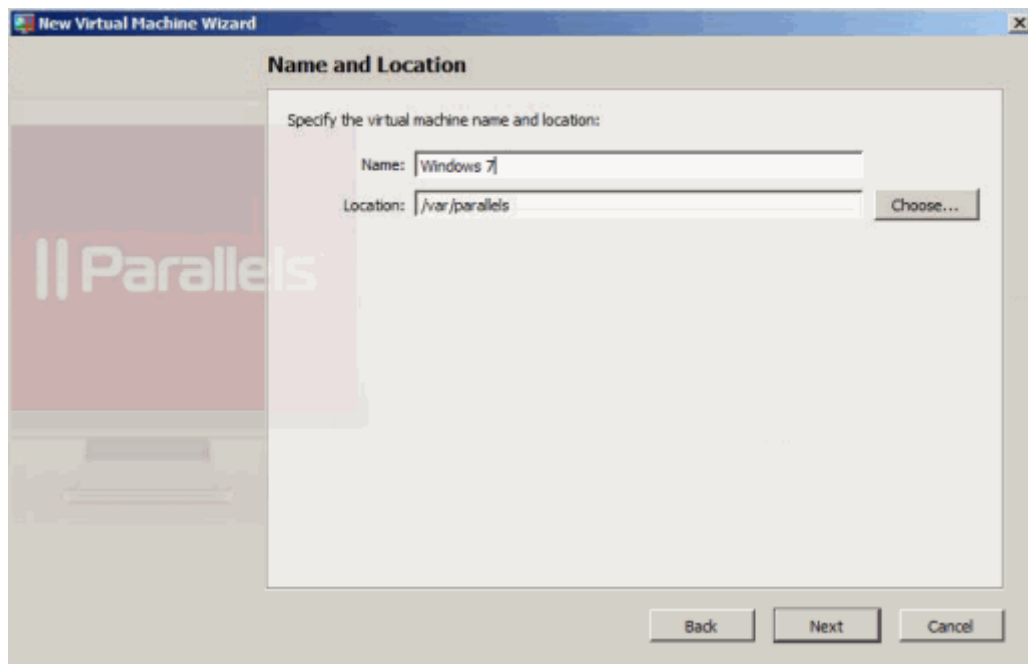 New Virtual Machine Wizard
Name and Location
Specify the virtual machine name and location:
Name: Windows 7
Location: /var/parallels Choose...
Parallels
Back Next Cancel